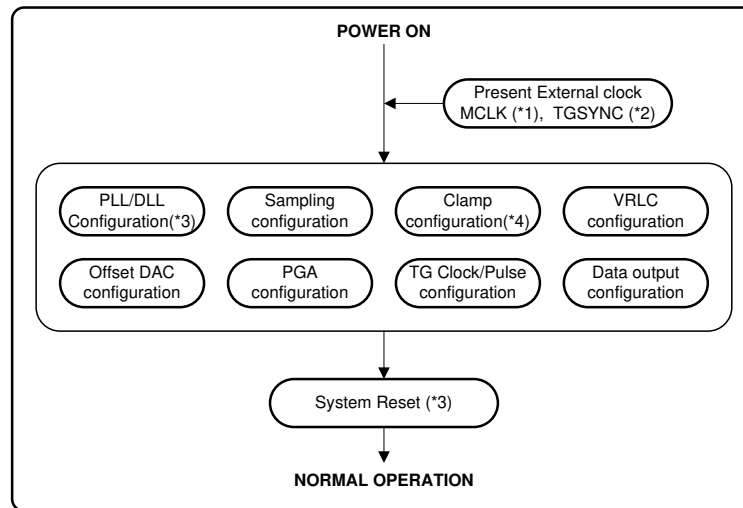 POWER ON
Present External clock
MCLK (*1),  TGSYNC (*2)
PLL/DLL
Configuration(*3)
Sampling
configuration
Clamp
configuration(*4)
VRLC
configuration
Offset DAC
configuration
PGA
configuration
TG Clock/Pulse
configuration
Data output
configuration
System Reset (*3)
NORMAL OPERATION